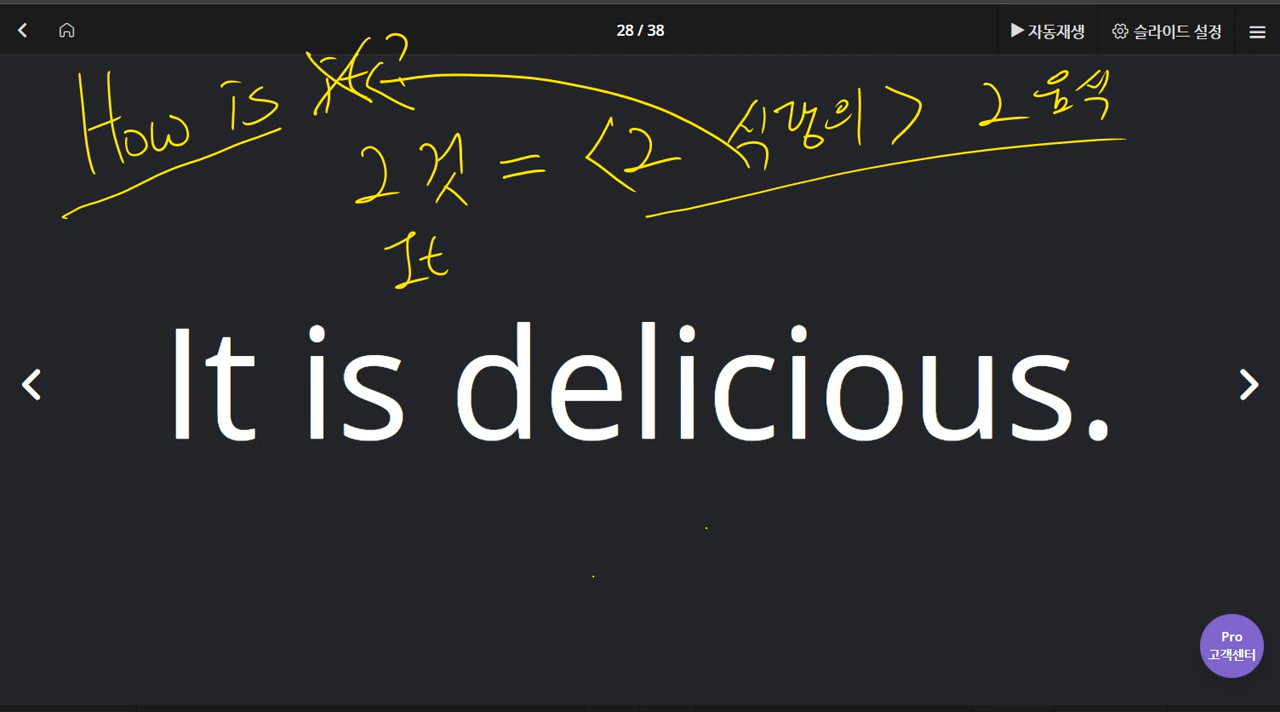 28 / 38
자동재생
슬라이드 설정
How is it?
그것 = <그 식당의> 그 음식
It
It is delicious.
Pro
고객센터